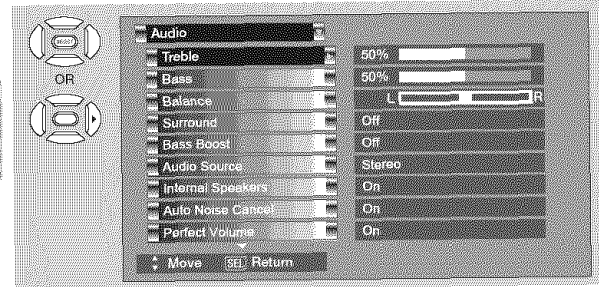 SELECT
OR
Audio
Treble 50%
Bass 50%
Balance L R
Surround Off
Bass Boost Off
Audio Source Stereo
Internal Speakers On
Auto Noise Cancel On
Perfect Volume On
Move SEL Return